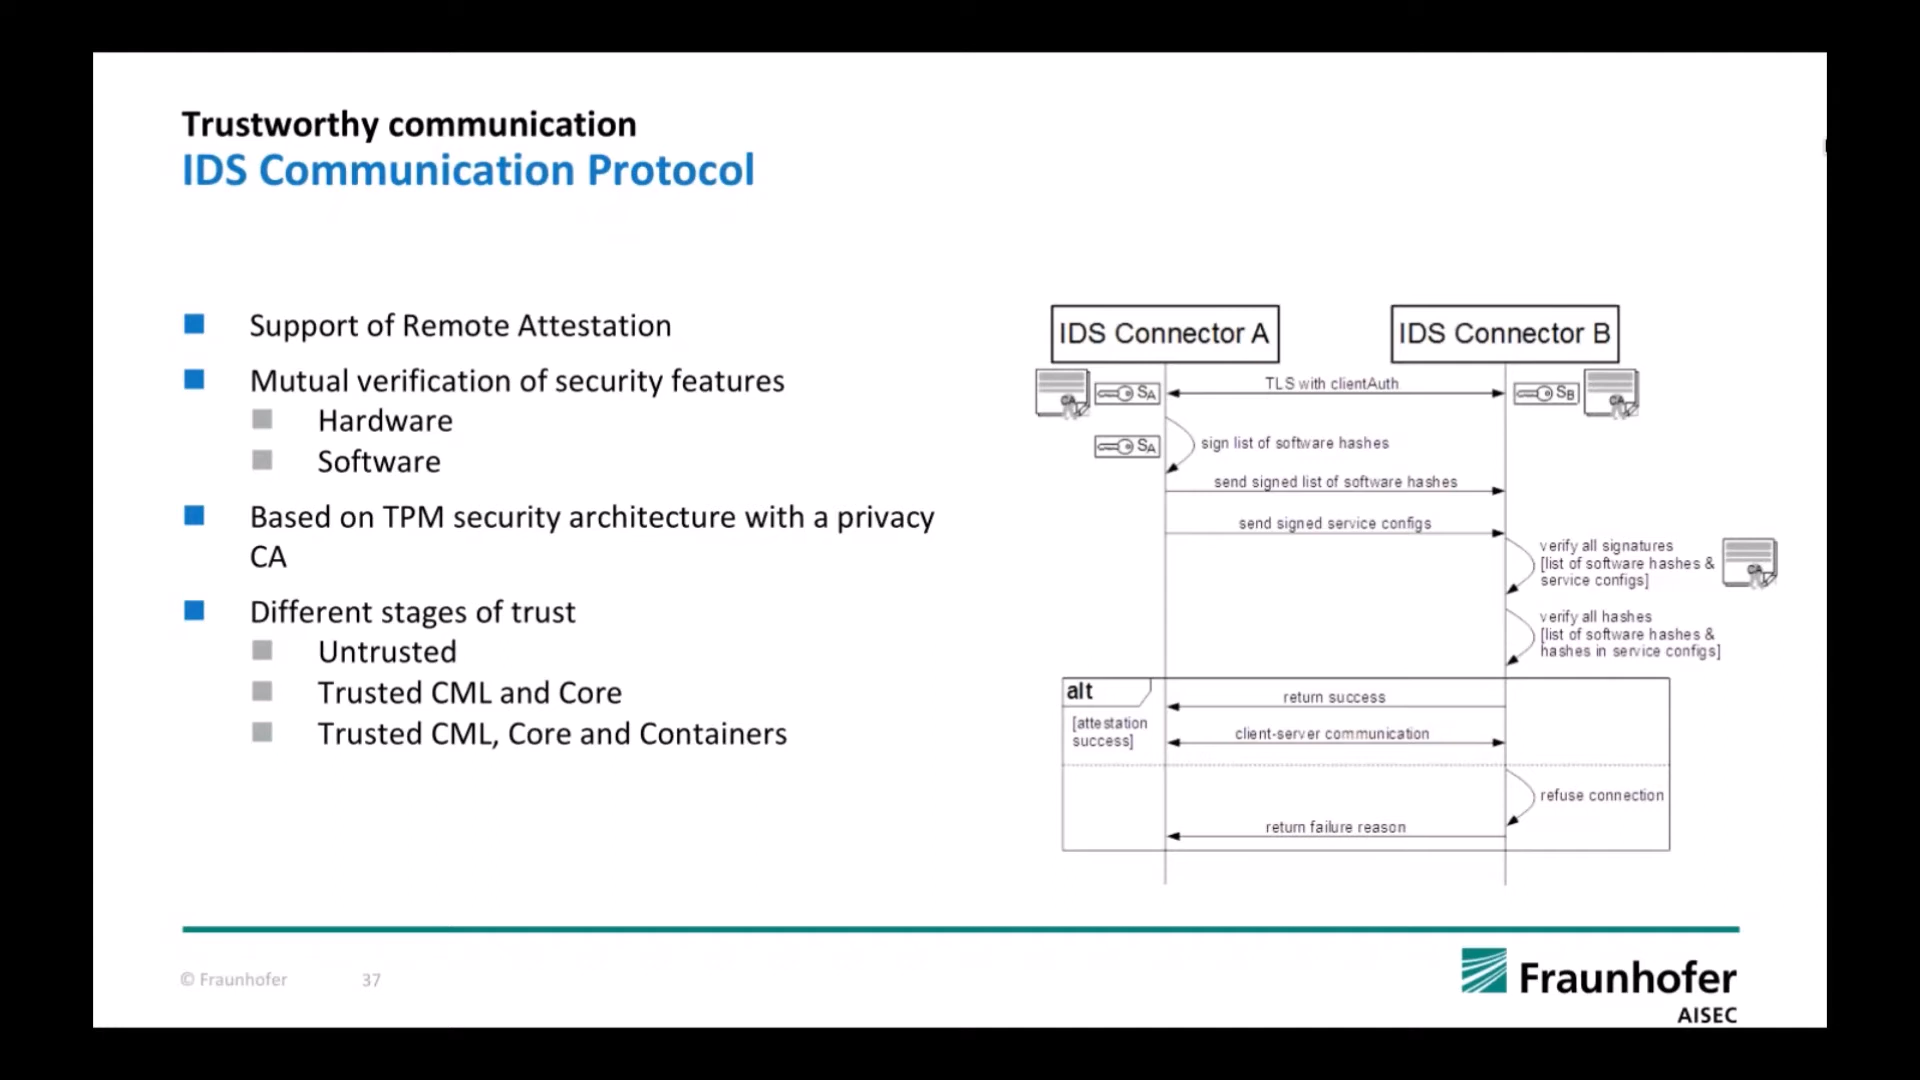 Trustworthy communication
IDS Communication Protocol
Support of Remote Attestation
Mutual verification of security features
Hardware
Software
Based on TPM security architecture with a privacy
CA
Different stages of trust
Untrusted
Trusted CML and Core
Trusted CML, Core and Containers
IDS Connector A
IDS Connector B
TLS with clientAuth
CA
SA
SB
CA
SA
sign list of software hashes
send signed list of software hashes
send signed service configs
verify all signatures
[list of software hashes &
service configs]
CA
verify all hashes
[list of software hashes &
hashes in service configs]
alt
return success
[attestation
success]
client-server communication
refuse connection
return failure reason
© Fraunhofer
37
Fraunhofer
AISEC